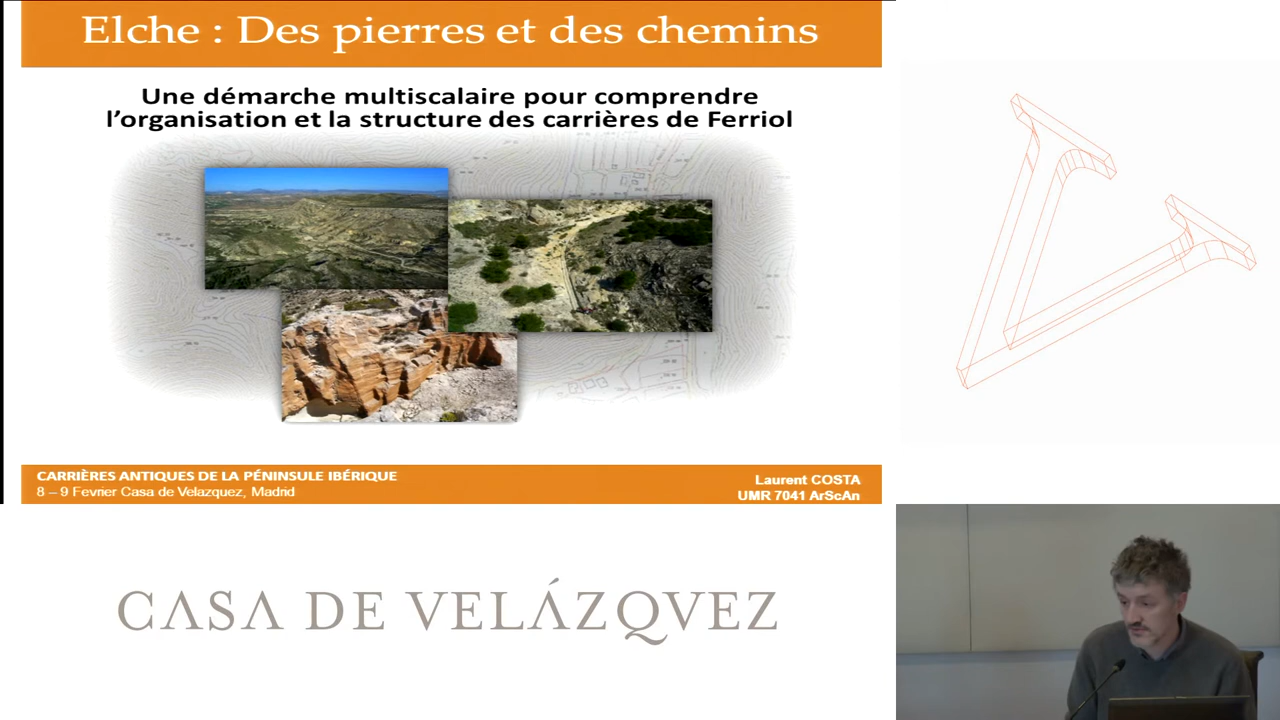 Elche : Des pierres et des chemins
Une démarche multiscalaire pour comprendre
l'organisation et la structure des carrières de Ferriol
CARRIÈRES ANTIQUES DE LA PÉNINSULE IBÉRIQUE
8 – 9 Fevrier Casa de Velazquez, Madrid
Laurent COSTA
UMR 7041 ArScAn
CΛSΛ DE VELÁZQVEZ